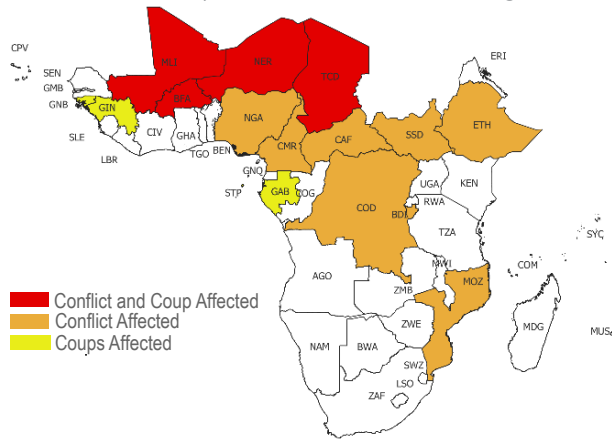 CPV
MLI
NER
TCD
ERI
SEN
GMB
GNB
GIN
BFA
NGA
ETH
SLE
CIV
GHA
BEN
CMR
CAF
SSD
LBR
TGO
GNQ
STP
GAB
COG
UGA
KEN
RWA
COD
BDI
TZA
SYC
AGO
MWI
COM
ZMB
MOZ
Conflict and Coup Affected
Conflict Affected
Coups Affected
ZWE
MDG
MUS
NAM
BWA
SWZ
LSO
ZAF